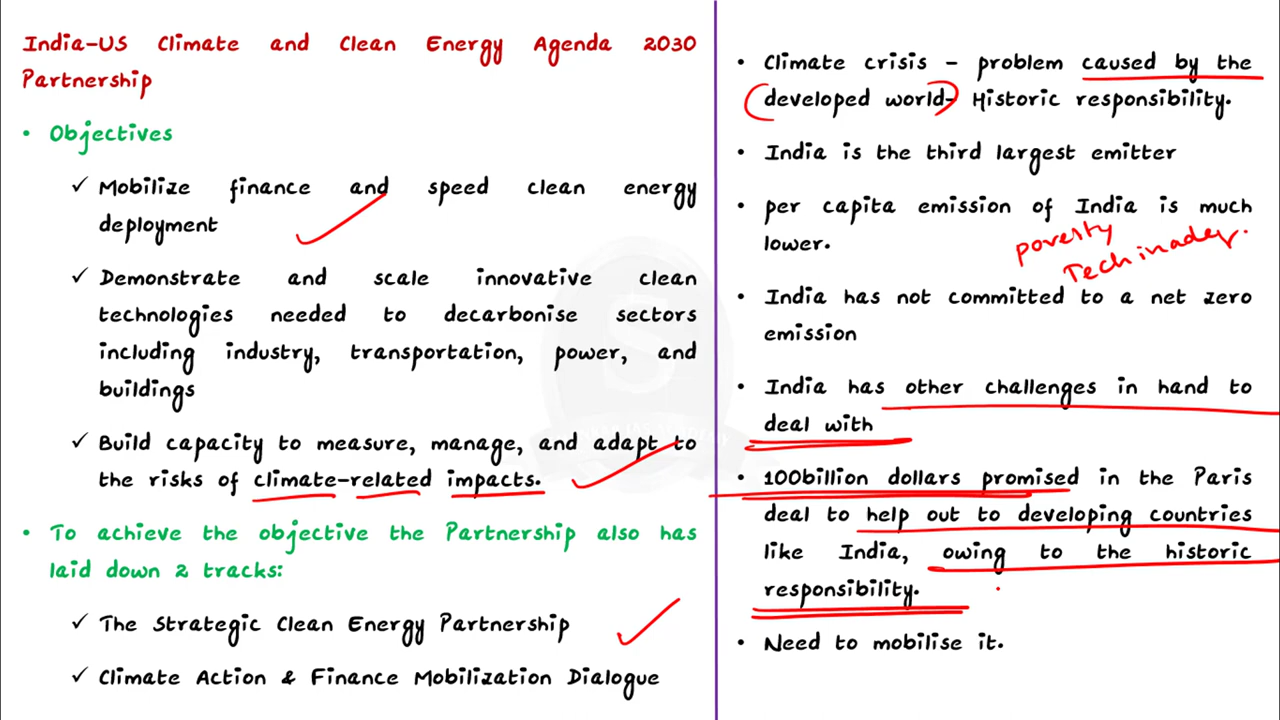 India-US Climate and Clean Energy Agenda 2030
Partnership
• Objectives
✓ Mobilize finance and speed clean energy
deployment
✓ Demonstrate and scale innovative clean
technologies needed to decarbonise sectors
including industry, transportation, power, and
buildings
✓ Build capacity to measure, manage, and adapt to
the risks of climate-related impacts.
• To achieve the objective the Partnership also has
laid down 2 tracks:
✓ The Strategic Clean Energy Partnership
✓ Climate Action & Finance Mobilization Dialogue
• Climate crisis - problem caused by the
developed world- Historic responsibility.
• India is the third largest emitter
• per capita emission of India is much
lower.
poverty
Tech inadeq.
• India has not committed to a net zero
emission
• India has other challenges in hand to
deal with
• 100billion dollars promised in the Paris
deal to help out to developing countries
like India, owing to the historic
responsibility.
• Need to mobilise it.